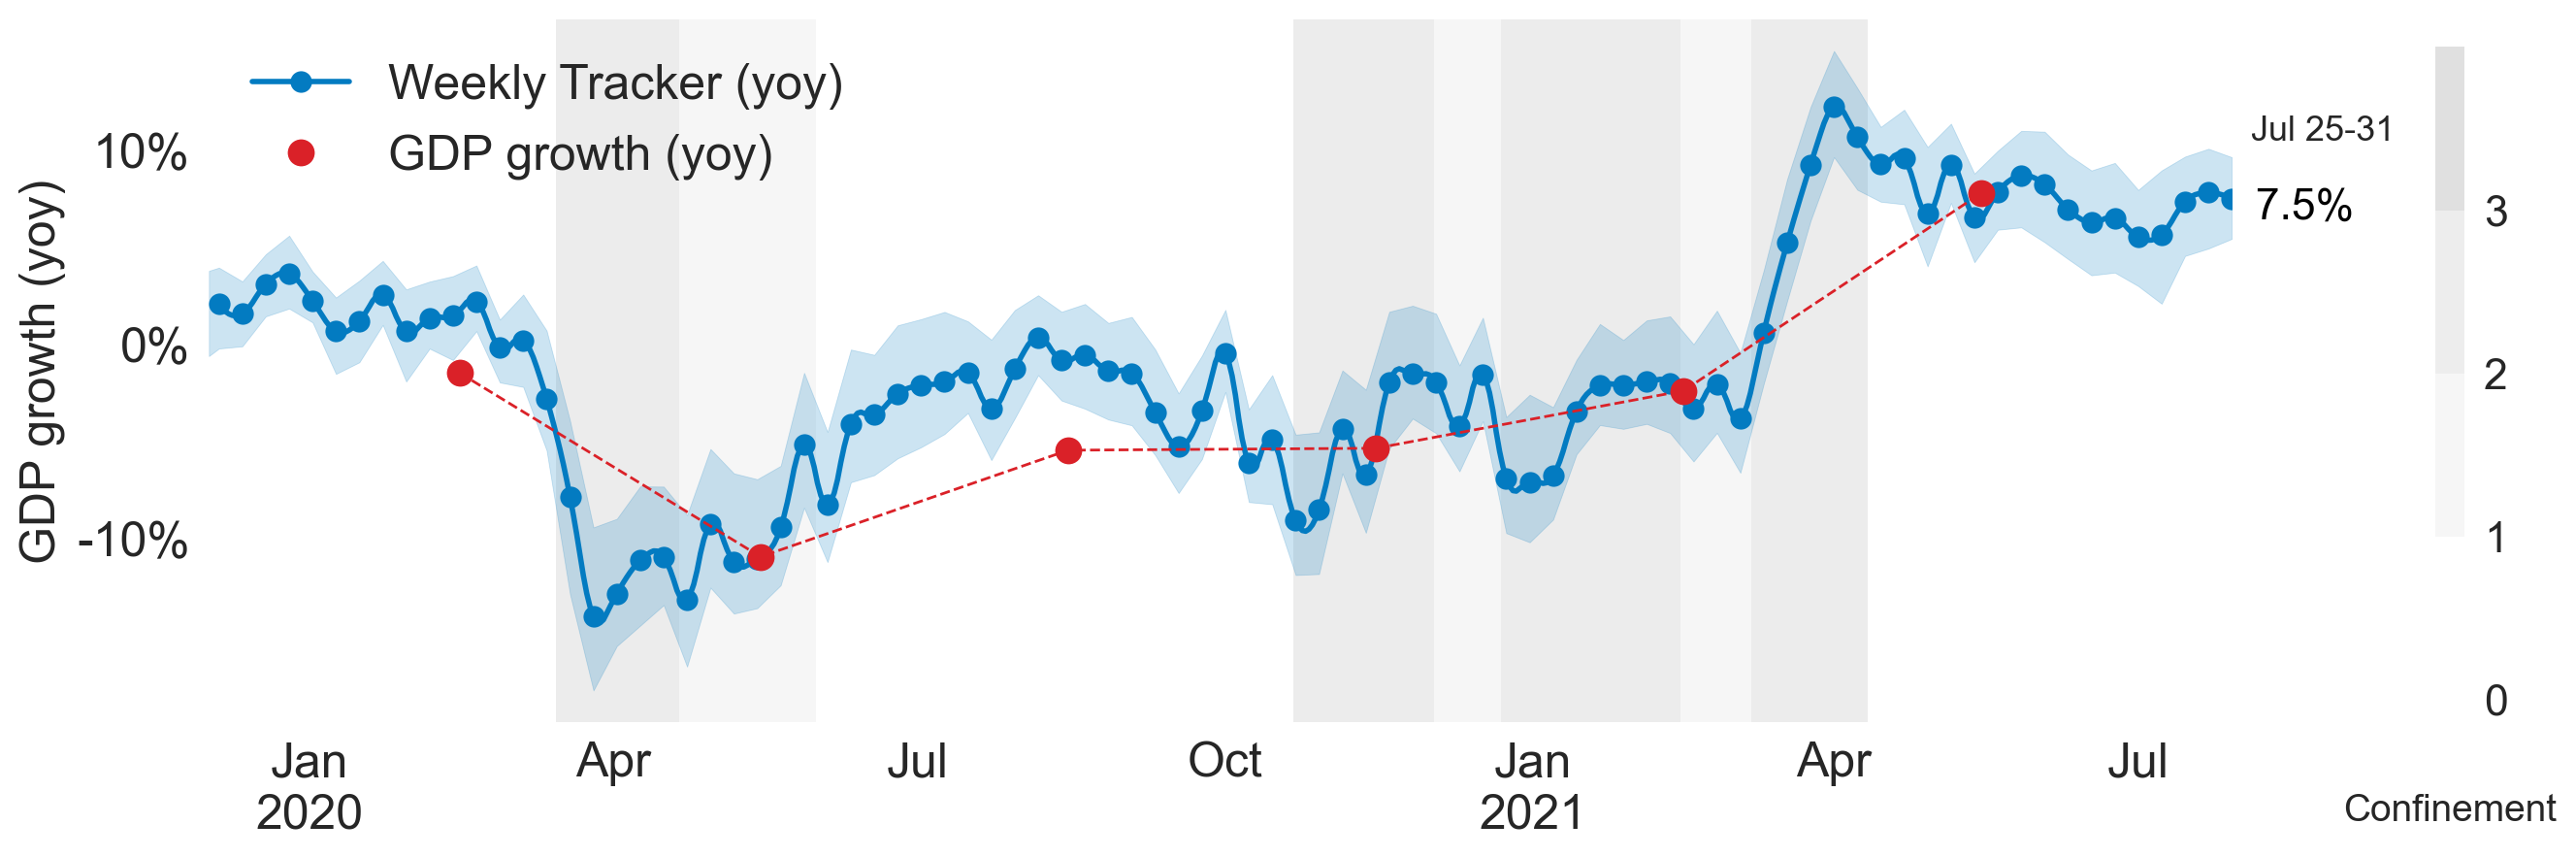 Weekly Tracker (yoy)
GDP growth (yoy)
GDP growth (yoy)
10%
0%
-10%
Jul 25-31
7.5%
3
2
1
0
Jan
2020
Apr
Jul
Oct
Jan
2021
Apr
Jul
Confinement